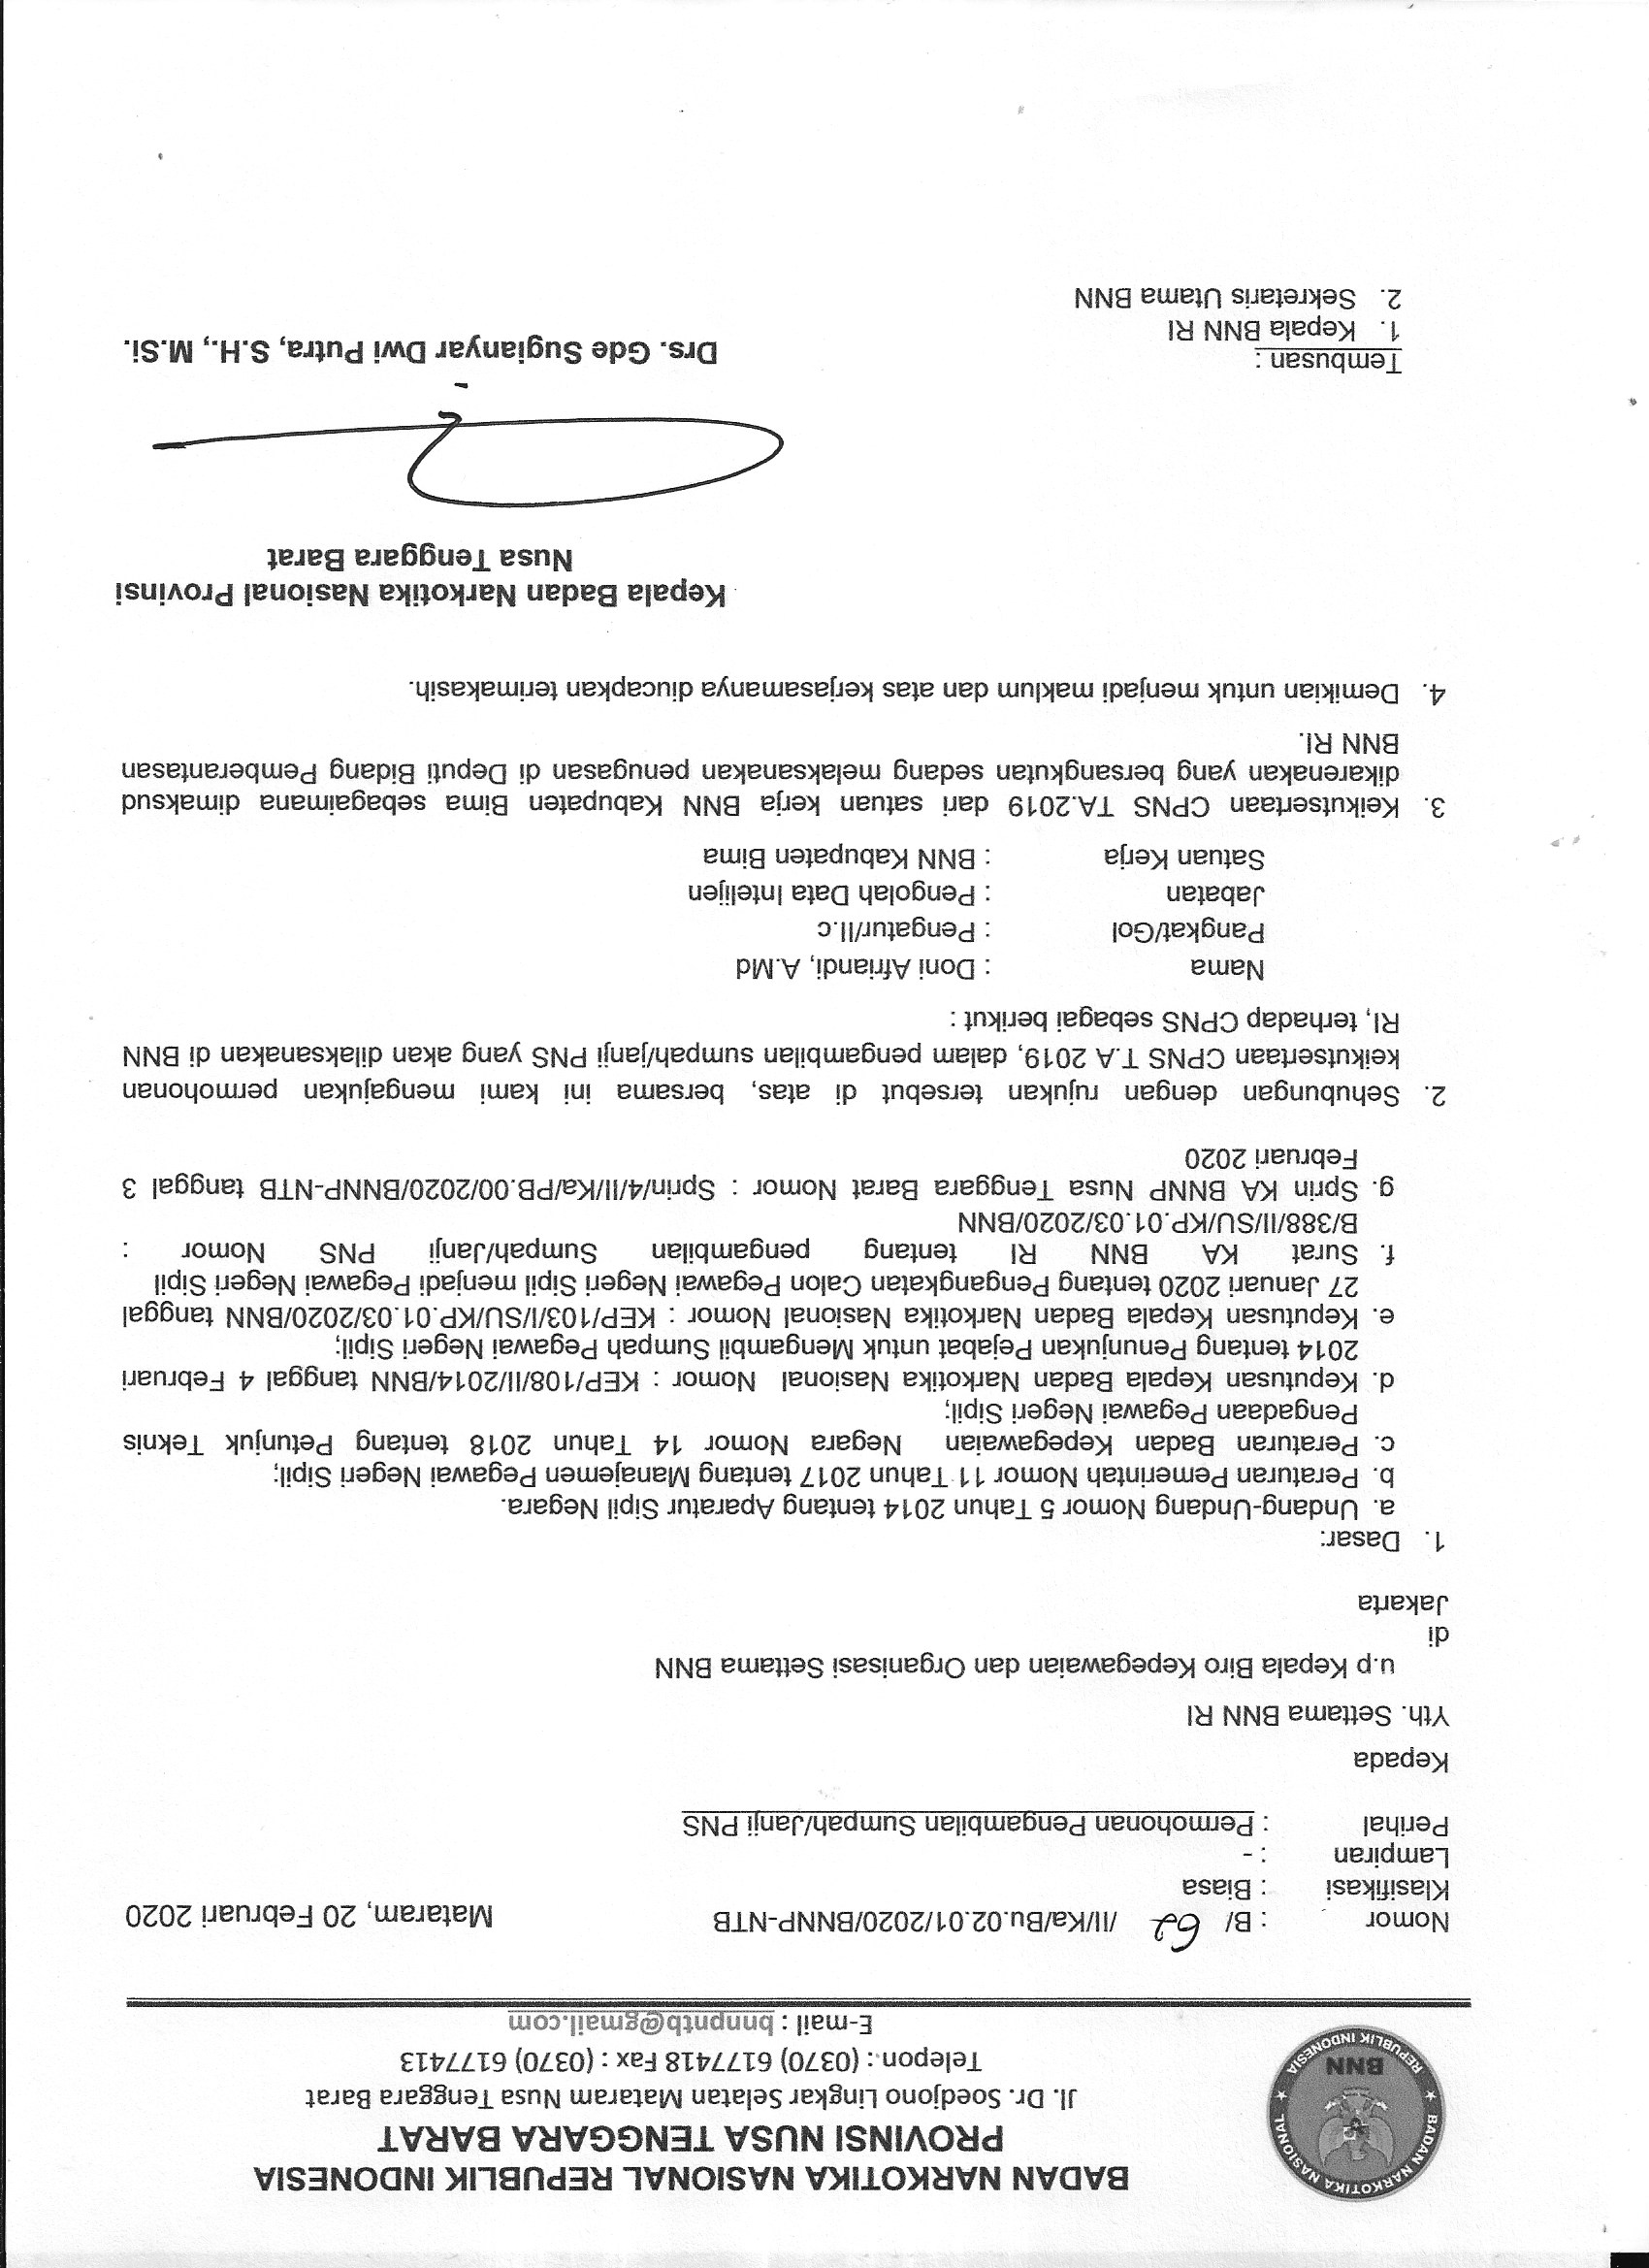 BADAN NARKOTIKA NASIONAL REPUBLIK INDONESIA
PROVINSI NUSA TENGGARA BARAT
Jl. Dr. Soedjono Lingkar Selatan Mataram Nusa Tenggara Barat
Telepon : (0370) 6177418 Fax : (0370) 6177413
E-mail : bnnpntb@gmail.com
BADAN NARKOTIKA NASIONAL
BNN
REPUBLIK INDONESIA
Nomor : B/ 62 /II/Ka/Bu.02.01/2020/BNNP-NTB Mataram, 20 Februari 2020
Klasifikasi : Biasa
Lampiran : -
Perihal : Permohonan Pengambilan Sumpah/Janji PNS
Kepada
Yth. Settama BNN RI
u.p Kepala Biro Kepegawaian dan Organisasi Settama BNN
di
Jakarta
1. Dasar:
a. Undang-Undang Nomor 5 Tahun 2014 tentang Aparatur Sipil Negara.
b. Peraturan Pemerintah Nomor 11 Tahun 2017 tentang Manajemen Pegawai Negeri Sipil;
c. Peraturan Badan Kepegawaian Negara Nomor 14 Tahun 2018 tentang Petunjuk Teknis
Pengadaan Pegawai Negeri Sipil;
d. Keputusan Kepala Badan Narkotika Nasional Nomor : KEP/108/II/2014/BNN tanggal 4 Februari
2014 tentang Penunjukan Pejabat untuk Mengambil Sumpah Pegawai Negeri Sipil;
e. Keputusan Kepala Badan Narkotika Nasional Nomor : KEP/103/I/SU/KP.01.03/2020/BNN tanggal
27 Januari 2020 tentang Pengangkatan Calon Pegawai Negeri Sipil menjadi Pegawai Negeri Sipil
f. Surat KA BNN RI tentang pengambilan Sumpah/Janji PNS Nomor :
B/388/II/SU/KP.01.03/2020/BNN
g. Sprin KA BNNP Nusa Tenggara Barat Nomor : Sprin/4/II/Ka/PB.00/2020/BNNP-NTB tanggal 3
Februari 2020
2. Sehubungan dengan rujukan tersebut di atas, bersama ini kami mengajukan permohonan
keikutsertaan CPNS T.A 2019, dalam pengambilan sumpah/janji PNS yang akan dilaksanakan di BNN
RI, terhadap CPNS sebagai berikut :
Nama : Doni Afriandi, A.Md
Pangkat/Gol : Pengatur/II.c
Jabatan : Pengolah Data Intelijen
Satuan Kerja : BNN Kabupaten Bima
3. Keikutsertaan CPNS TA.2019 dari satuan kerja BNN Kabupaten Bima sebagaimana dimaksud
dikarenakan yang bersangkutan sedang melaksanakan penugasan di Deputi Bidang Pemberantasan
BNN RI.
4. Demikian untuk menjadi maklum dan atas kerjasamanya diucapkan terimakasih.
Kepala Badan Narkotika Nasional Provinsi
Nusa Tenggara Barat
Drs. Gde Sugianyar Dwi Putra, S.H., M.Si.
Tembusan :
1. Kepala BNN RI
2. Sekretaris Utama BNN